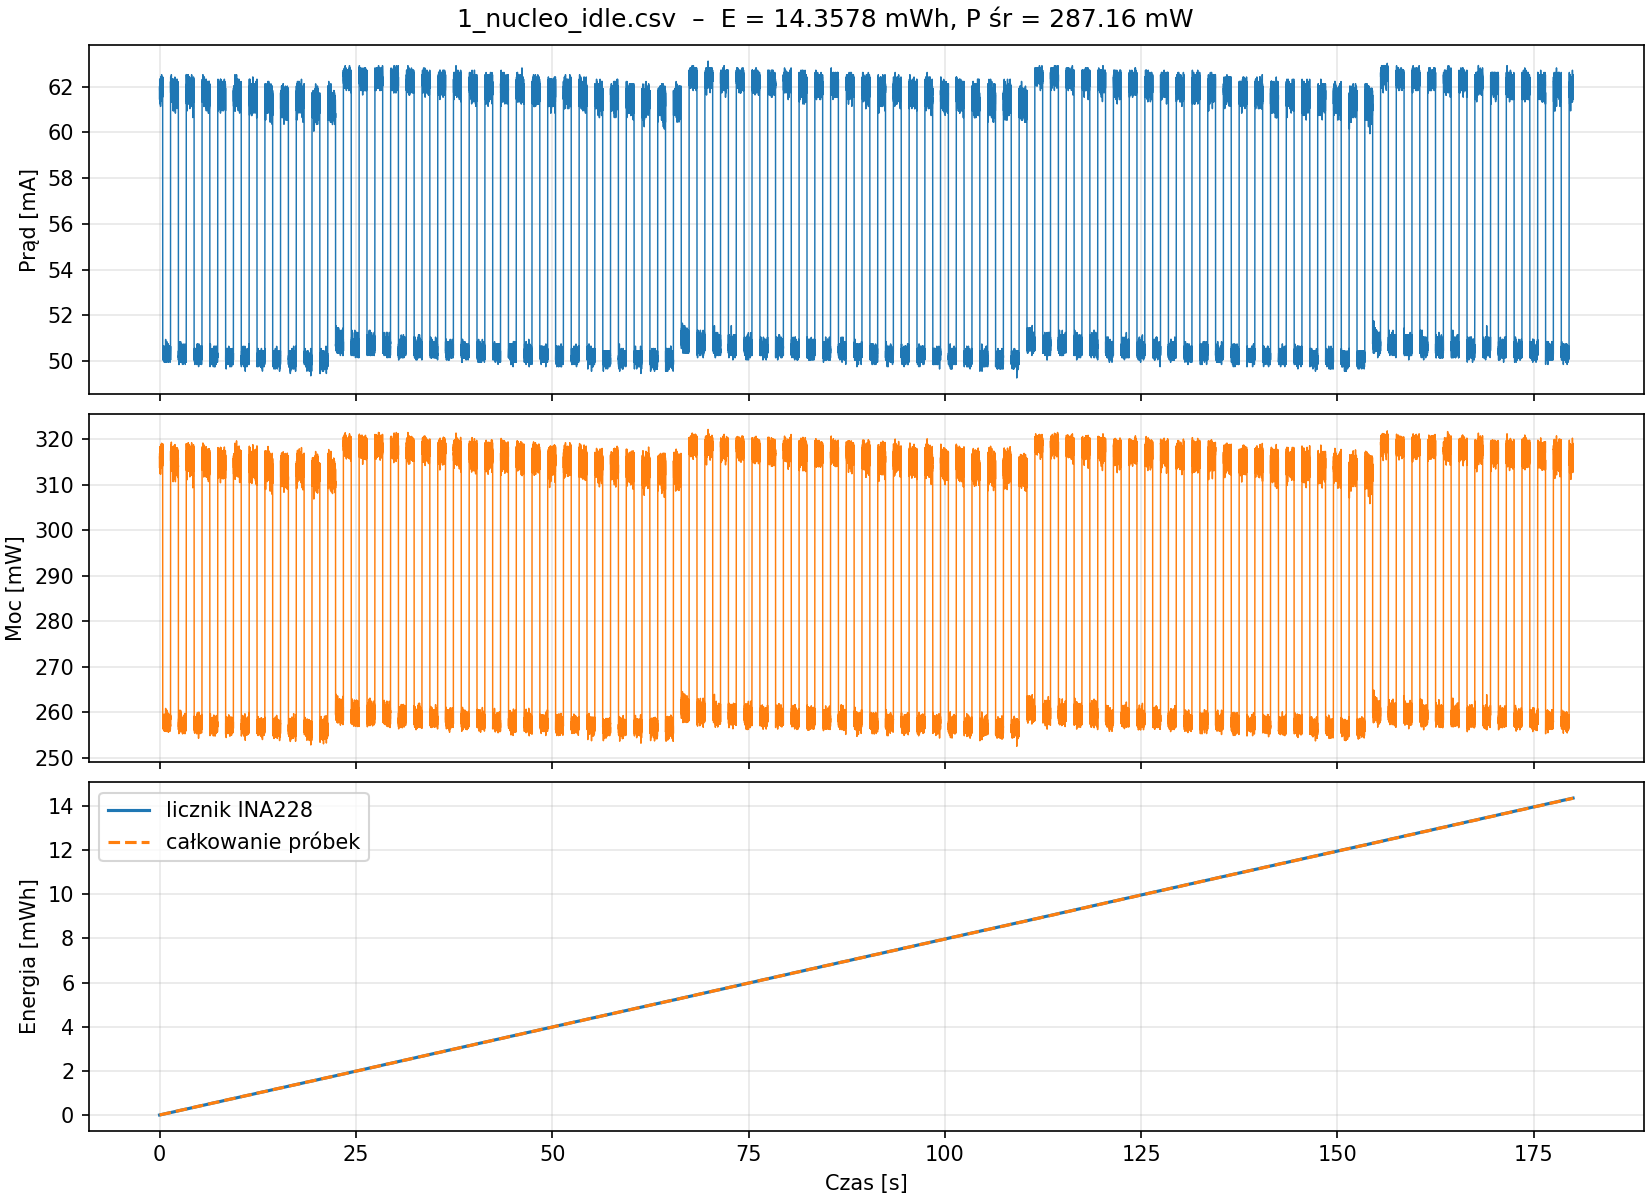 1_nucleo_idle.csv – E = 14.3578 mWh, P śr = 287.16 mW
Prąd [mA]
62
60
58
56
54
52
50
Moc [mW]
320
310
300
290
280
270
260
250
Energia [mWh]
14
12
10
8
6
4
2
0
licznik INA228
całkowanie próbek
0 25 50 75 100 125 150 175
Czas [s]